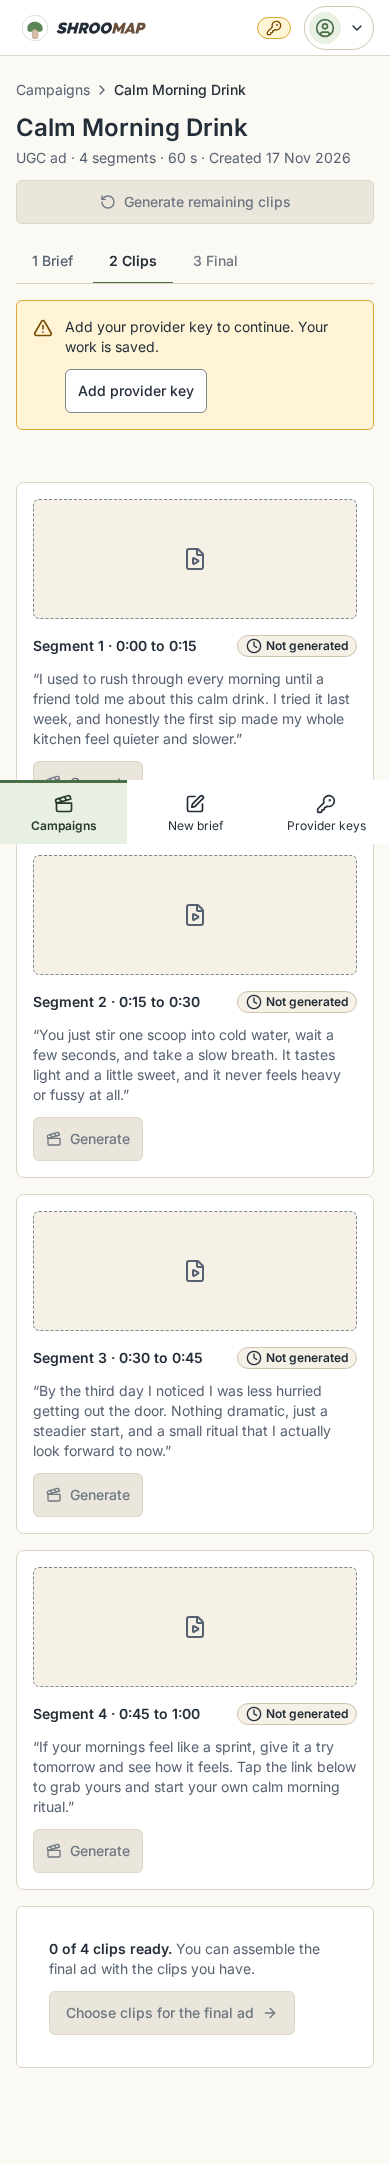 SHROOMAP
Campaigns > Calm Morning Drink
Calm Morning Drink
UGC ad · 4 segments · 60 s · Created 17 Nov 2026
Generate remaining clips
1 Brief 2 Clips 3 Final
Add your provider key to continue. Your
work is saved.
Add provider key
Segment 1 · 0:00 to 0:15 Not generated
“I used to rush through every morning until a
friend told me about this calm drink. I tried it last
week, and honestly the first sip made my whole
kitchen feel quieter and slower.”
Campaigns New brief Provider keys
Segment 2 · 0:15 to 0:30 Not generated
“You just stir one scoop into cold water, wait a
few seconds, and take a slow breath. It tastes
light and a little sweet, and it never feels heavy
or fussy at all.”
Generate
Segment 3 · 0:30 to 0:45 Not generated
“By the third day I noticed I was less hurried
getting out the door. Nothing dramatic, just a
steadier start, and a small ritual that I actually
look forward to now.”
Generate
Segment 4 · 0:45 to 1:00 Not generated
“If your mornings feel like a sprint, give it a try
tomorrow and see how it feels. Tap the link below
to grab yours and start your own calm morning
ritual.”
Generate
0 of 4 clips ready. You can assemble the
final ad with the clips you have.
Choose clips for the final ad